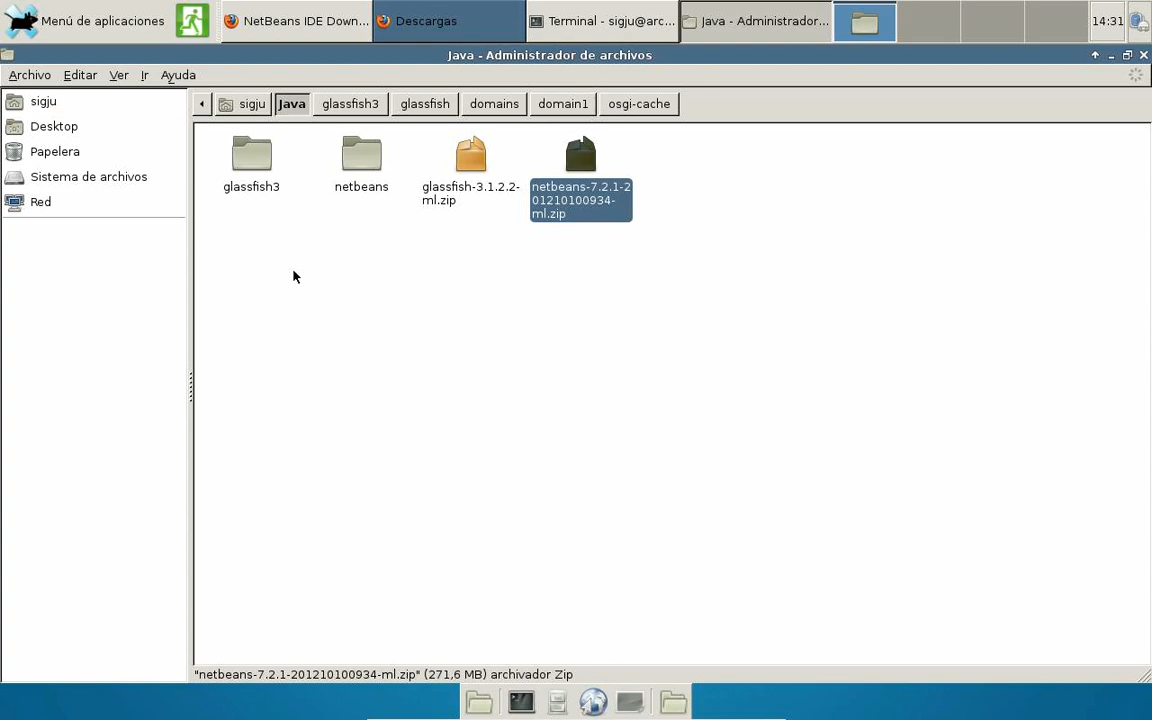 Menú de aplicaciones
NetBeans IDE Down...
Descargas
Terminal - sigju@arc...
Java - Administrador...
14:31
Java - Administrador de archivos
Archivo Editar Ver Ir Ayuda
sigju
Desktop
Papelera
Sistema de archivos
Red
sigju Java glassfish3 glassfish domains domain1 osgi-cache
glassfish3
netbeans
glassfish-3.1.2.2-
ml.zip
netbeans-7.2.1-2
01210100934-
ml.zip
"netbeans-7.2.1-201210100934-ml.zip" (271,6 MB) archivador Zip